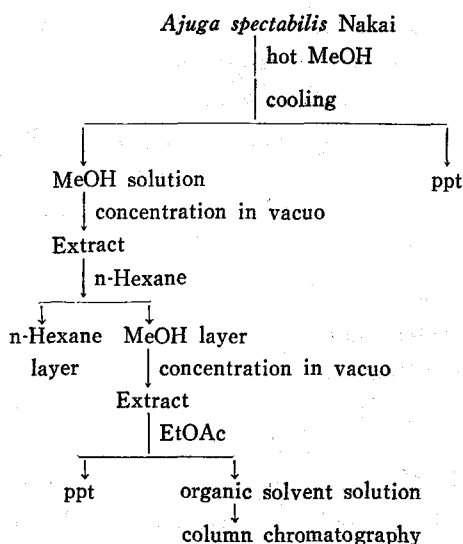 Ajuga spectabilis Nakai
hot MeOH
cooling
MeOH solution
ppt
concentration in vacuo
Extract
n-Hexane
n-Hexane MeOH layer
layer
concentration in vacuo
Extract
EtOAc
ppt
organic solvent solution
column chromatography